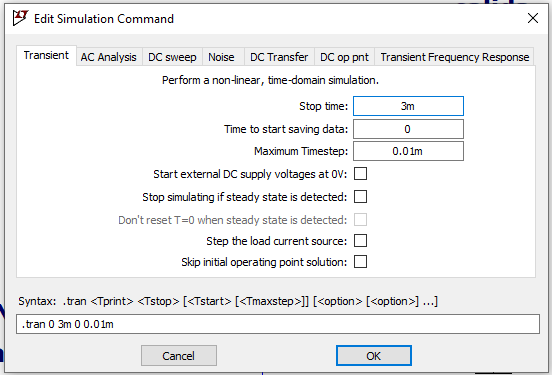 Edit Simulation Command
Transient AC Analysis DC sweep Noise DC Transfer DC op pnt Transient Frequency Response
Perform a non-linear, time-domain simulation.
Stop time: 3m
Time to start saving data: 0
Maximum Timestep: 0.01m
Start external DC supply voltages at 0V:
Stop simulating if steady state is detected:
Don't reset T=0 when steady state is detected:
Step the load current source:
Skip initial operating point solution:
Syntax: .tran <Tprint> <Tstop> [<Tstart> [<Tmaxstep>]] [<option> [<option>] ...]
.tran 0 3m 0 0.01m
Cancel OK